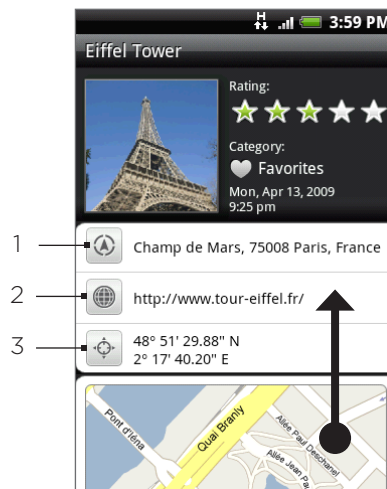 H
3:59 PM
Eiffel Tower
Rating:
Category:
Favorites
Mon, Apr 13, 2009
9:25 pm
1
Champ de Mars, 75008 Paris, France
2
http://www.tour-eiffel.fr/
3
48° 51' 29.88" N
2° 17' 40.20" E
Pont d'Iéna
Quai Branly
Allée Paul Deschanel
Allée Jean Pau